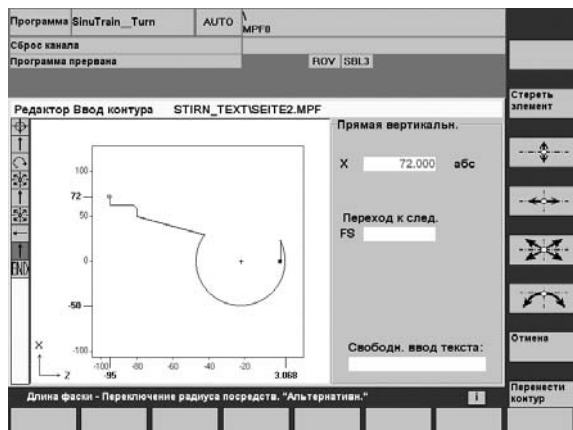 Программа SinuTrain__Turn AUTO \
MPF0
Сброс канала
Программа прервана ROV SBL3
Стереть
элемент
Редактор Ввод контура STIRN_TEXT\SEITE2.MPF
Прямая вертикальн.
X 72.000 абс
Переход к след.
FS
Свободн. ввод текста:
100
72
50
0
-50
-100
-100 -80 -60 -40 -20
-95 3.068
X
Z
END
Отмена
Перенести
контур
Длина фаски - Переключение радиуса посредств. "Альтернативн." i